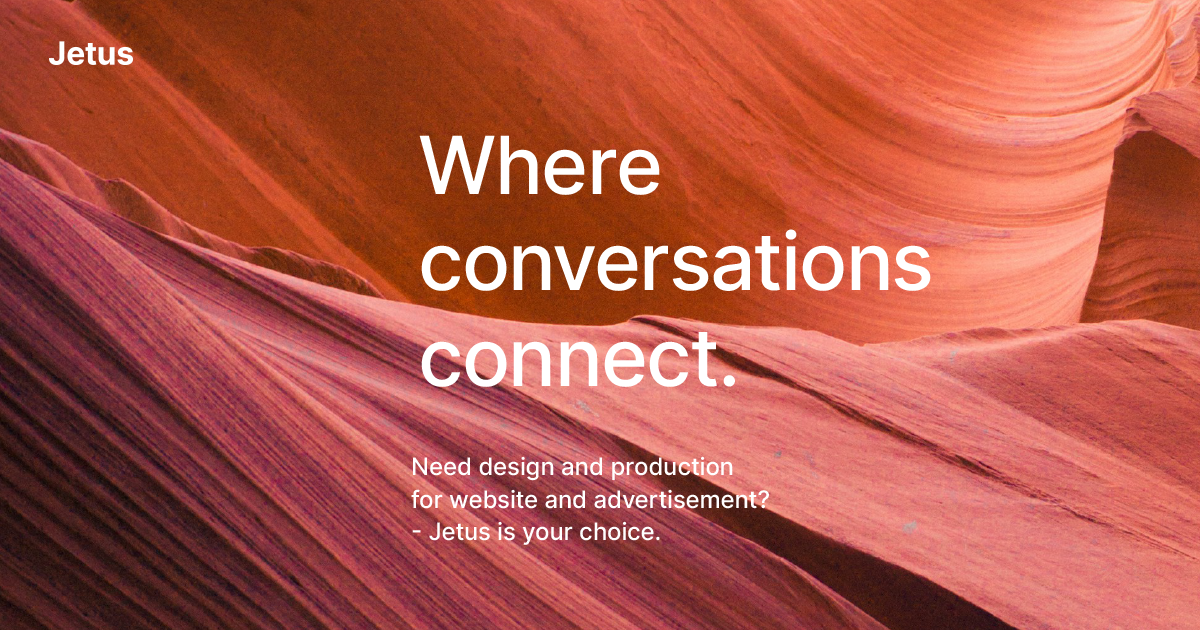 Jetus
Where
conversations
connect.
Need design and production
for website and advertisement?
- Jetus is your choice.